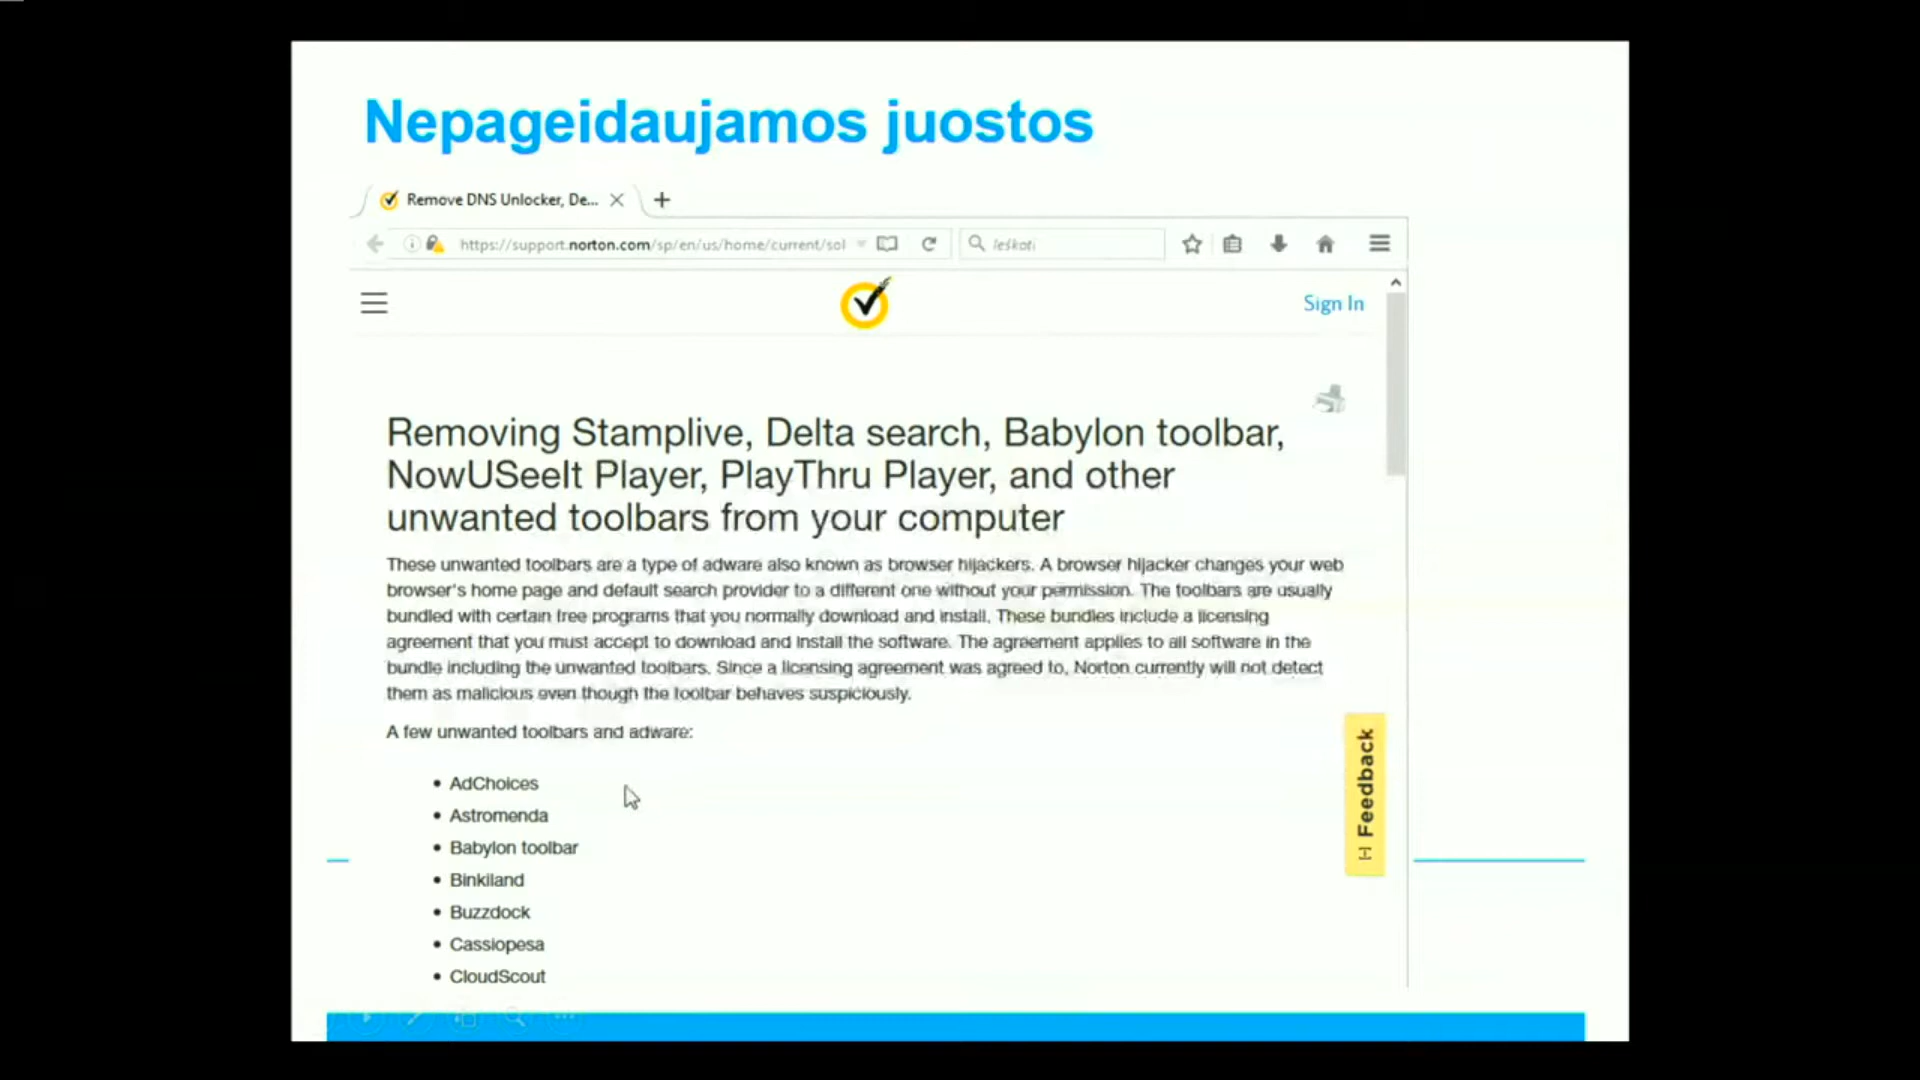 Nepageidaujamos juostos
Remove DNS Unlocker, De...
https://support.norton.com/sp/en/us/home/current/sol
Ieškoti
Sign In
Removing Stamplive, Delta search, Babylon toolbar,
NowUSeeIt Player, PlayThru Player, and other
unwanted toolbars from your computer
These unwanted toolbars are a type of adware also known as browser hijackers. A browser hijacker changes your web
browser's home page and default search provider to a different one without your permission. The toolbars are usually
bundled with certain free programs that you normally download and install. These bundles include a licensing
agreement that you must accept to download and install the software. The agreement applies to all software in the
bundle including the unwanted toolbars. Since a licensing agreement was agreed to, Norton currently will not detect
them as malicious even though the toolbar behaves suspiciously.
A few unwanted toolbars and adware:
• AdChoices
• Astromenda
• Babylon toolbar
• Binkiland
• Buzzdock
• Cassiopesa
• CloudScout
[-] Feedback